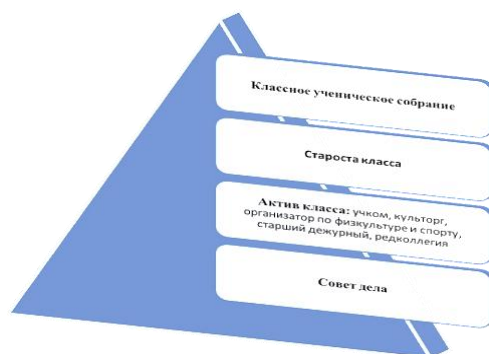 Классное ученическое собрание
Староста класса
Актив класса: учком, культорг,
организатор по физкультуре и спорту,
старший дежурный, редколлегия
Совет дела